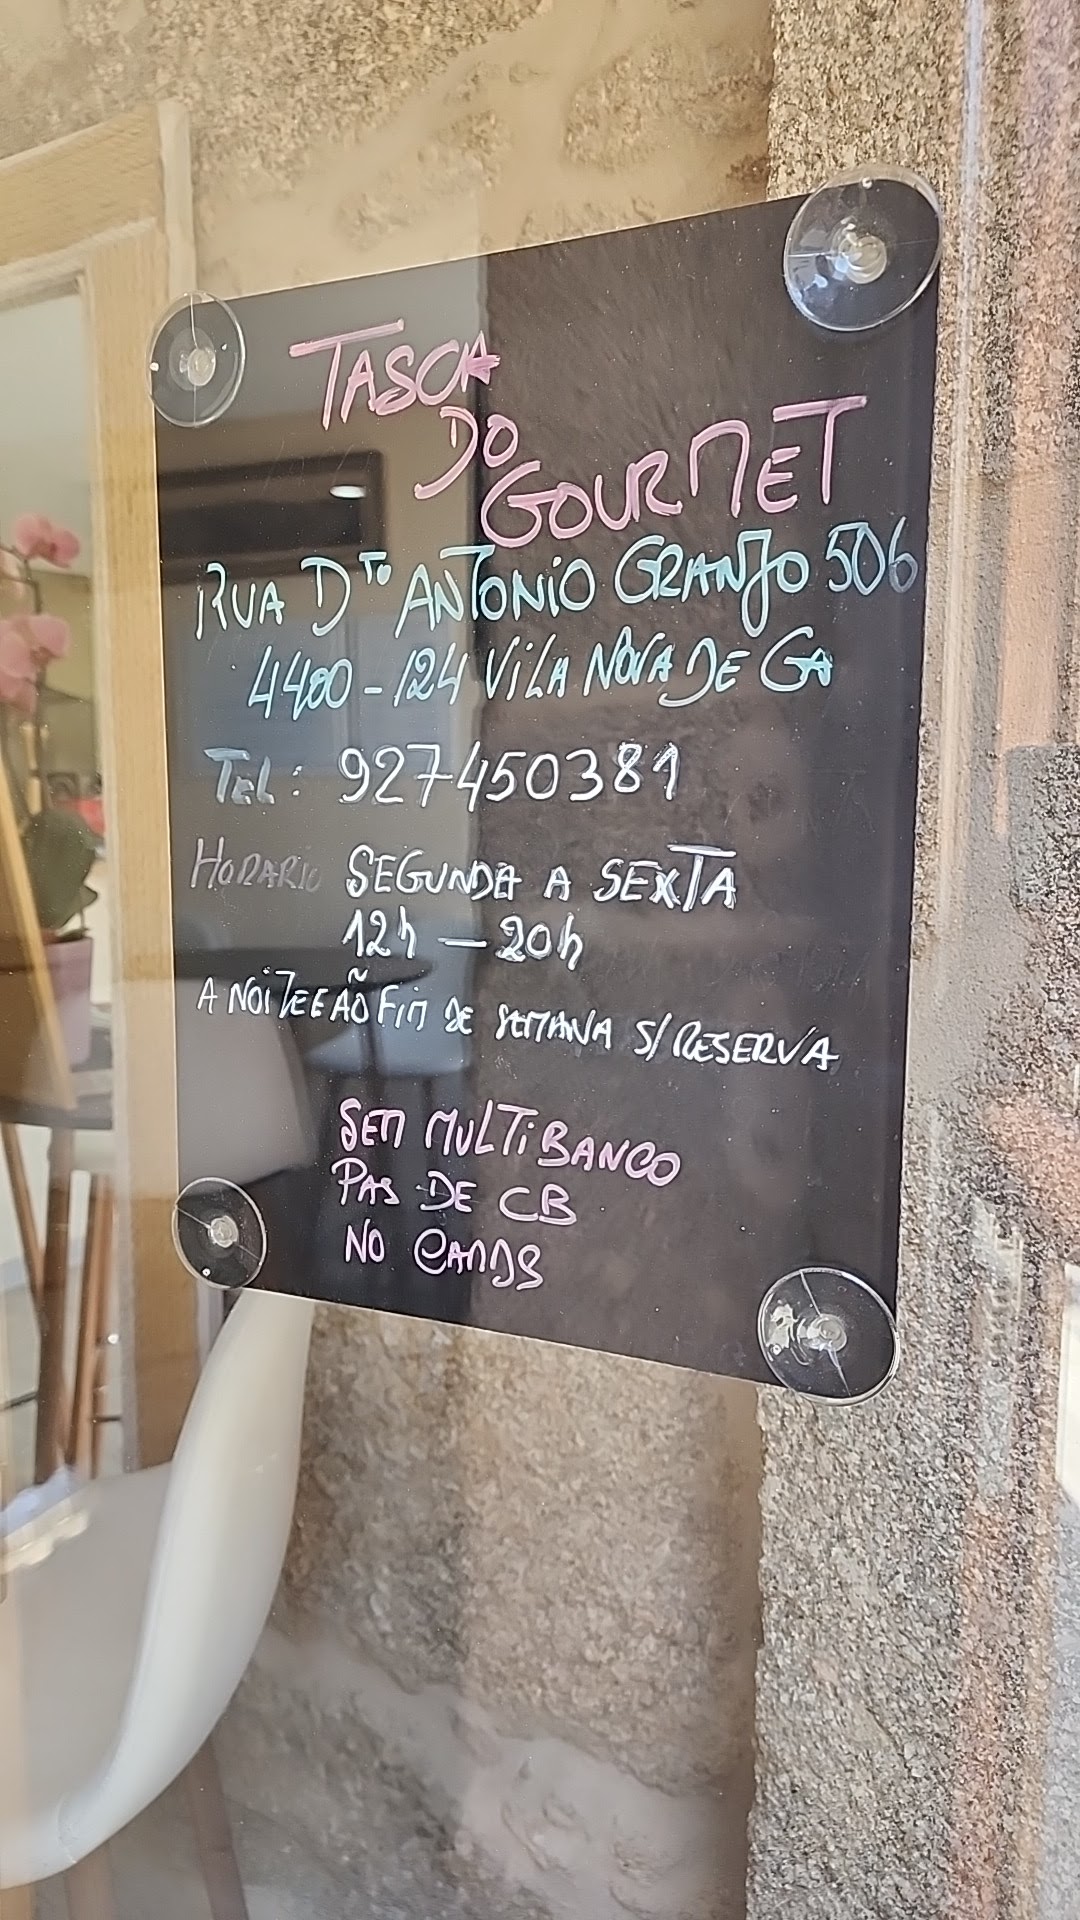 TASCA
DO
GOURMET
RUA DTO ANTONIO GRANJO 506
4400-124 VILA NOVA DE GA
TEL: 927450381
HORARIO SEGUNDA A SEXTA
12h - 20h
A NOITE E ÃO FIM DE SEMANA S/ RESERVA
SEM MULTIBANCO
PAS DE CB
NO CARDS